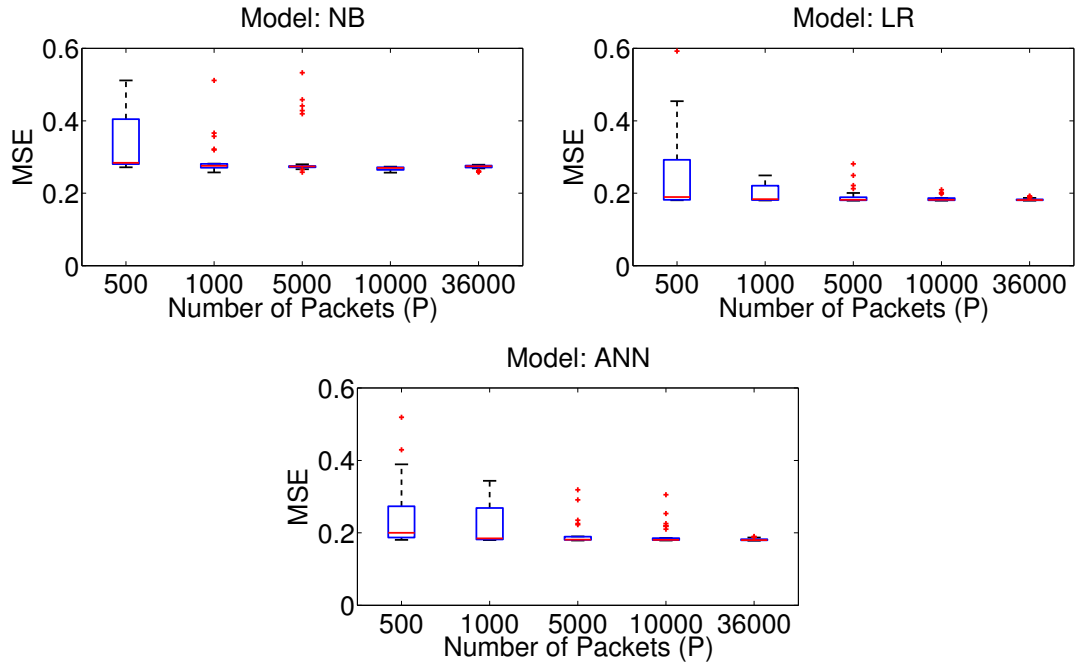 Model: NB
MSE
0.6
0.4
0.2
0
500 1000 5000 10000 36000
Number of Packets (P)
Model: LR
MSE
0.6
0.4
0.2
0
500 1000 5000 10000 36000
Number of Packets (P)
Model: ANN
MSE
0.6
0.4
0.2
0
500 1000 5000 10000 36000
Number of Packets (P)